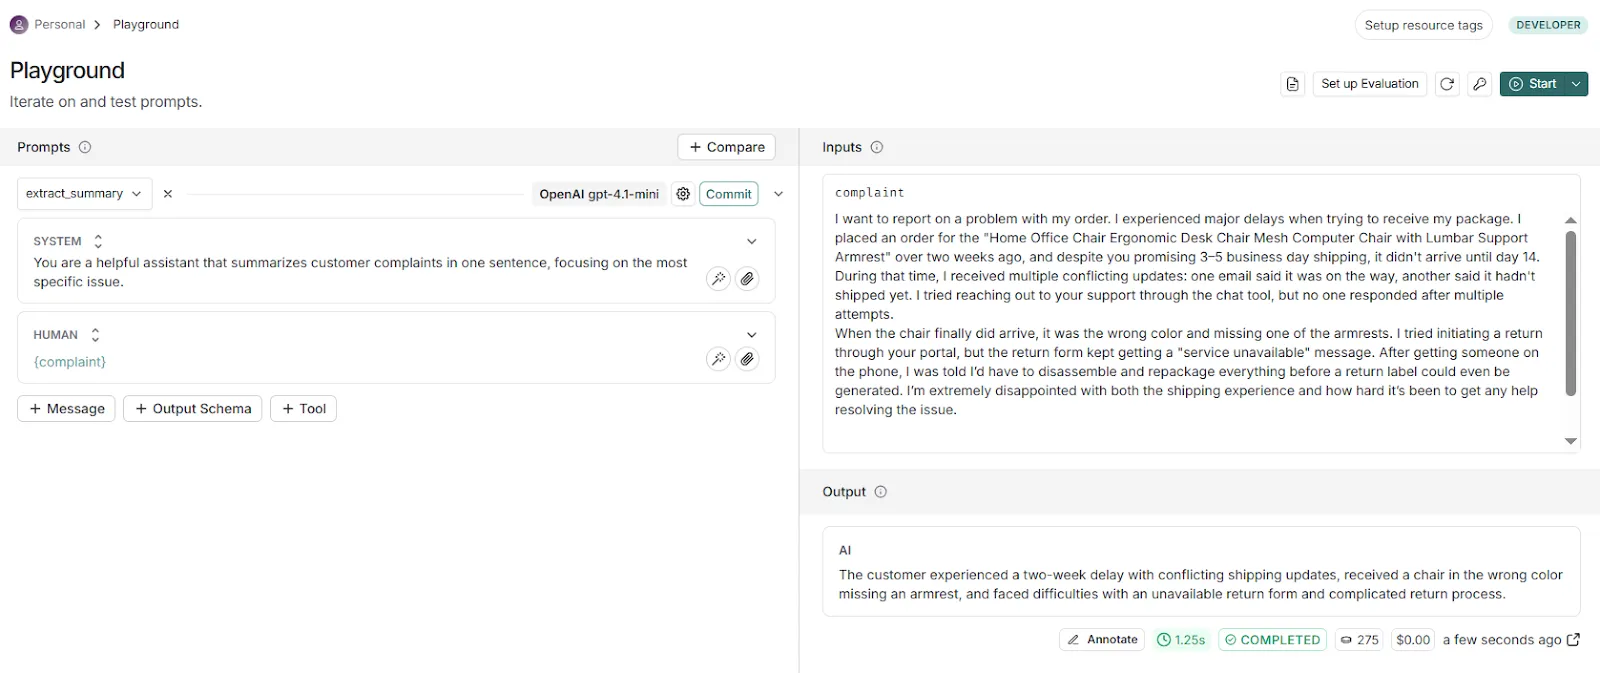 Personal > Playground
Setup resource tags
DEVELOPER
Playground
Iterate on and test prompts.
Set up Evaluation
Start
Prompts
+ Compare
Inputs
extract_summary
OpenAI gpt-4.1-mini
Commit
SYSTEM
You are a helpful assistant that summarizes customer complaints in one sentence, focusing on the most
specific issue.
HUMAN
{complaint}
+ Message
+ Output Schema
+ Tool
complaint
I want to report on a problem with my order. I experienced major delays when trying to receive my package. I
placed an order for the "Home Office Chair Ergonomic Desk Chair Mesh Computer Chair with Lumbar Support
Armrest" over two weeks ago, and despite you promising 3–5 business day shipping, it didn't arrive until day 14.
During that time, I received multiple conflicting updates: one email said it was on the way, another said it hadn't
shipped yet. I tried reaching out to your support through the chat tool, but no one responded after multiple
attempts.
When the chair finally did arrive, it was the wrong color and missing one of the armrests. I tried initiating a return
through your portal, but the return form kept getting a "service unavailable" message. After getting someone on
the phone, I was told I'd have to disassemble and repackage everything before a return label could even be
generated. I'm extremely disappointed with both the shipping experience and how hard it's been to get any help
resolving the issue.
Output
AI
The customer experienced a two-week delay with conflicting shipping updates, received a chair in the wrong color
missing an armrest, and faced difficulties with an unavailable return form and complicated return process.
Annotate
1.25s
COMPLETED
275
$0.00
a few seconds ago